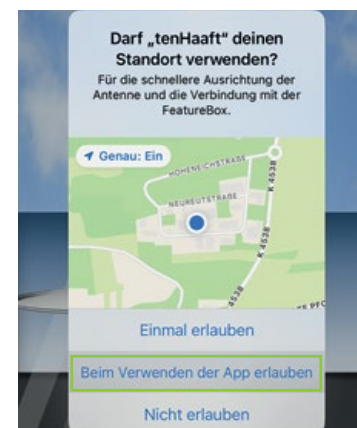 Darf „tenHaaft“ deinen
Standort verwenden?
Für die schnellere Ausrichtung der
Antenne und die Verbindung mit der
FeatureBox.
Genau: Ein
HOHENEICHSTRAßE
K 4538
NEUREUTSTRAßE
4538
Einmal erlauben
Beim Verwenden der App erlauben
Nicht erlauben